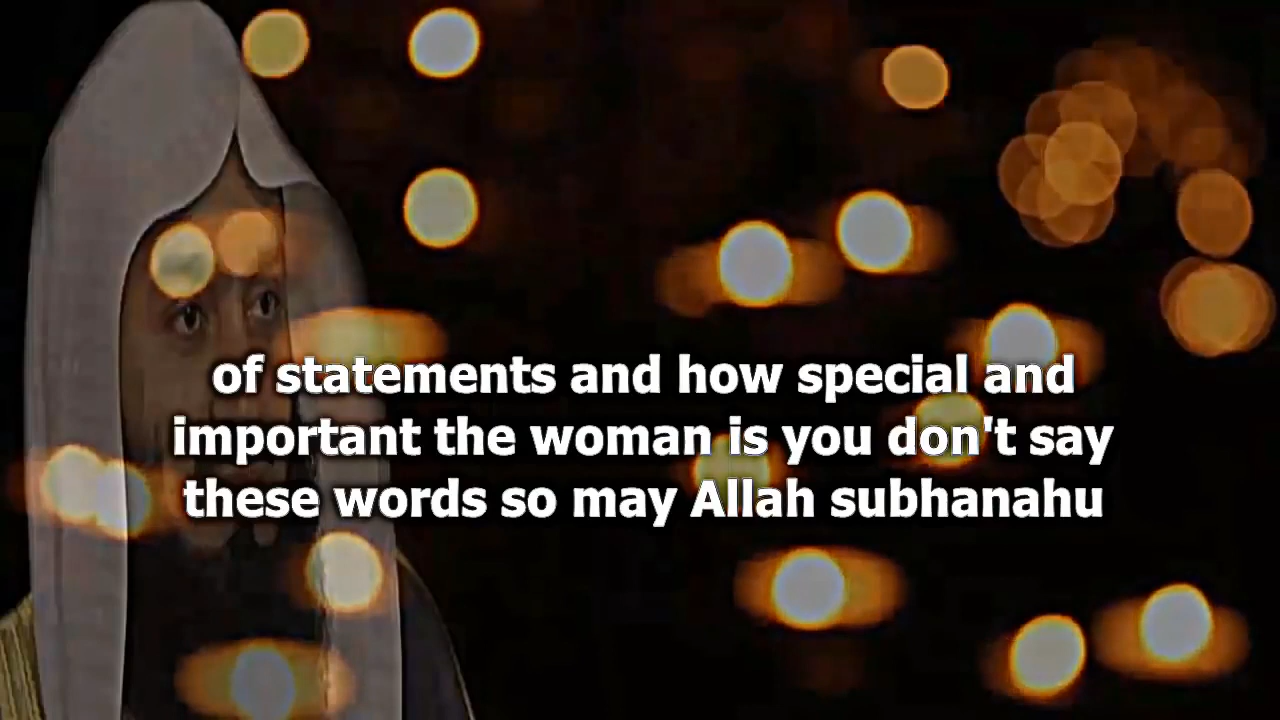 of statements and how special and
important the woman is you don't say
these words so may Allah subhanahu